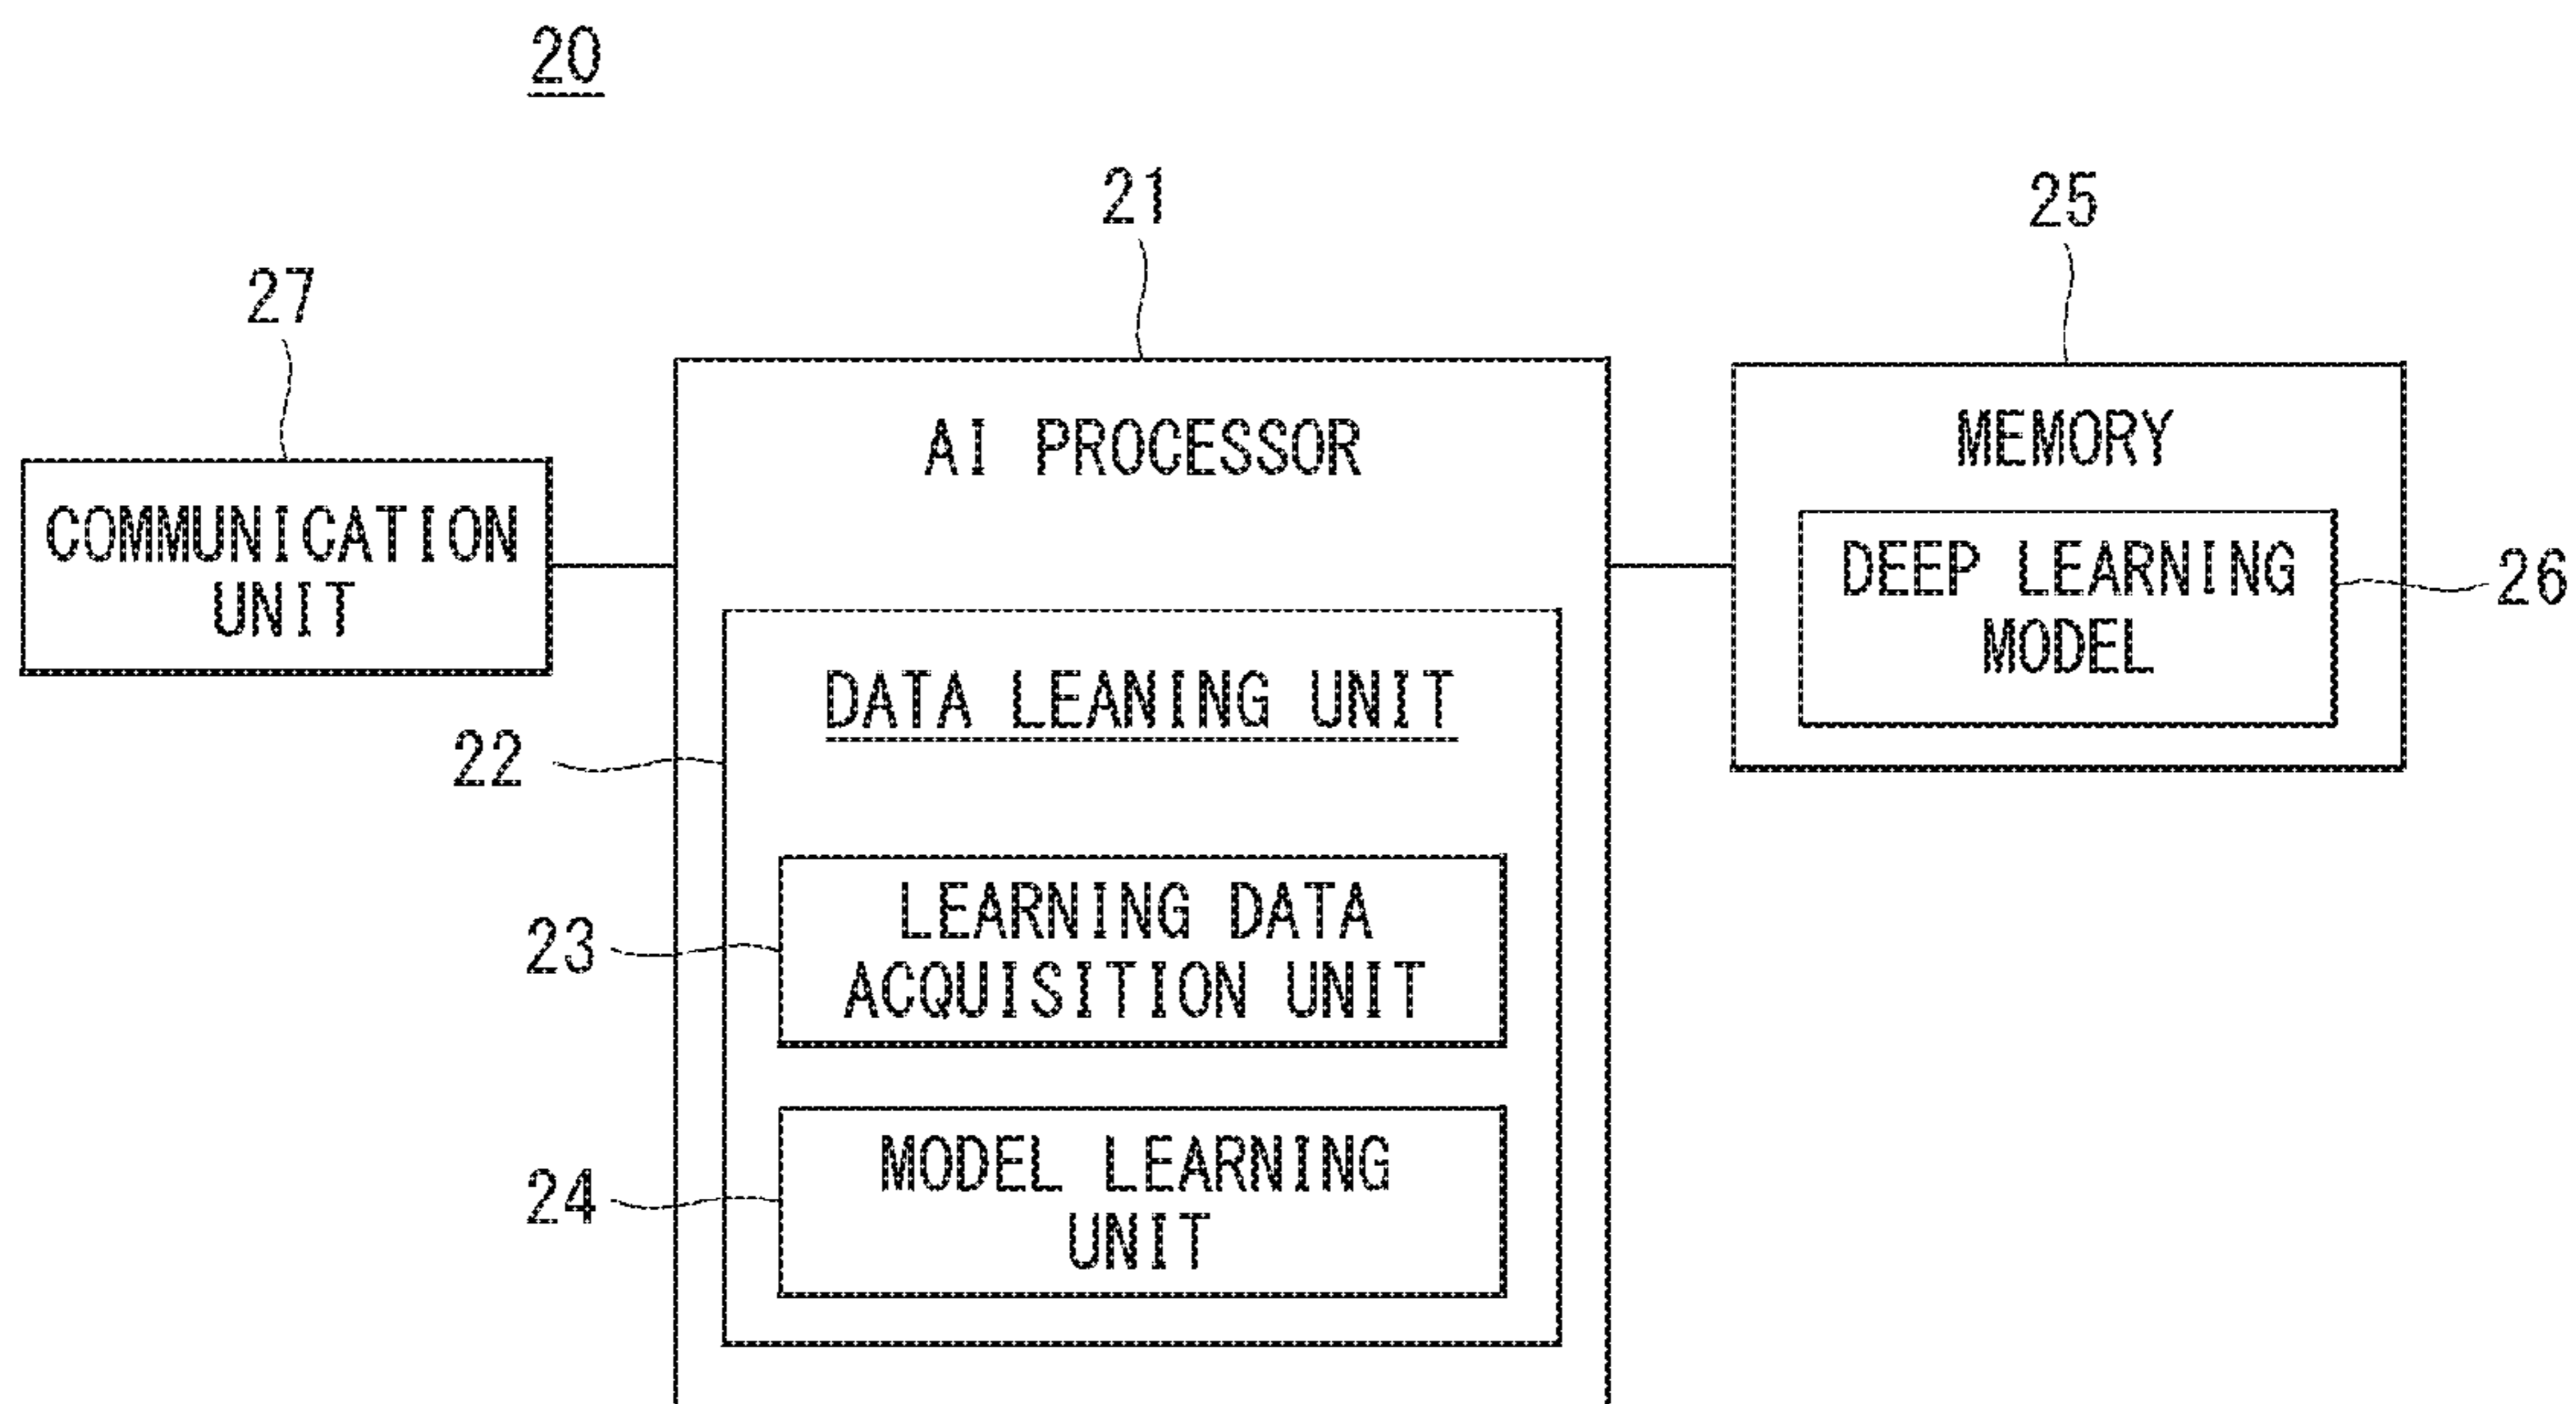 20
21
25
27
AI PROCESSOR
MEMORY
COMMUNICATION
UNIT
DEEP LEARNING
MODEL
26
DATA LEANING UNIT
22
LEARNING DATA
ACQUISITION UNIT
23
MODEL LEARNING
UNIT
24